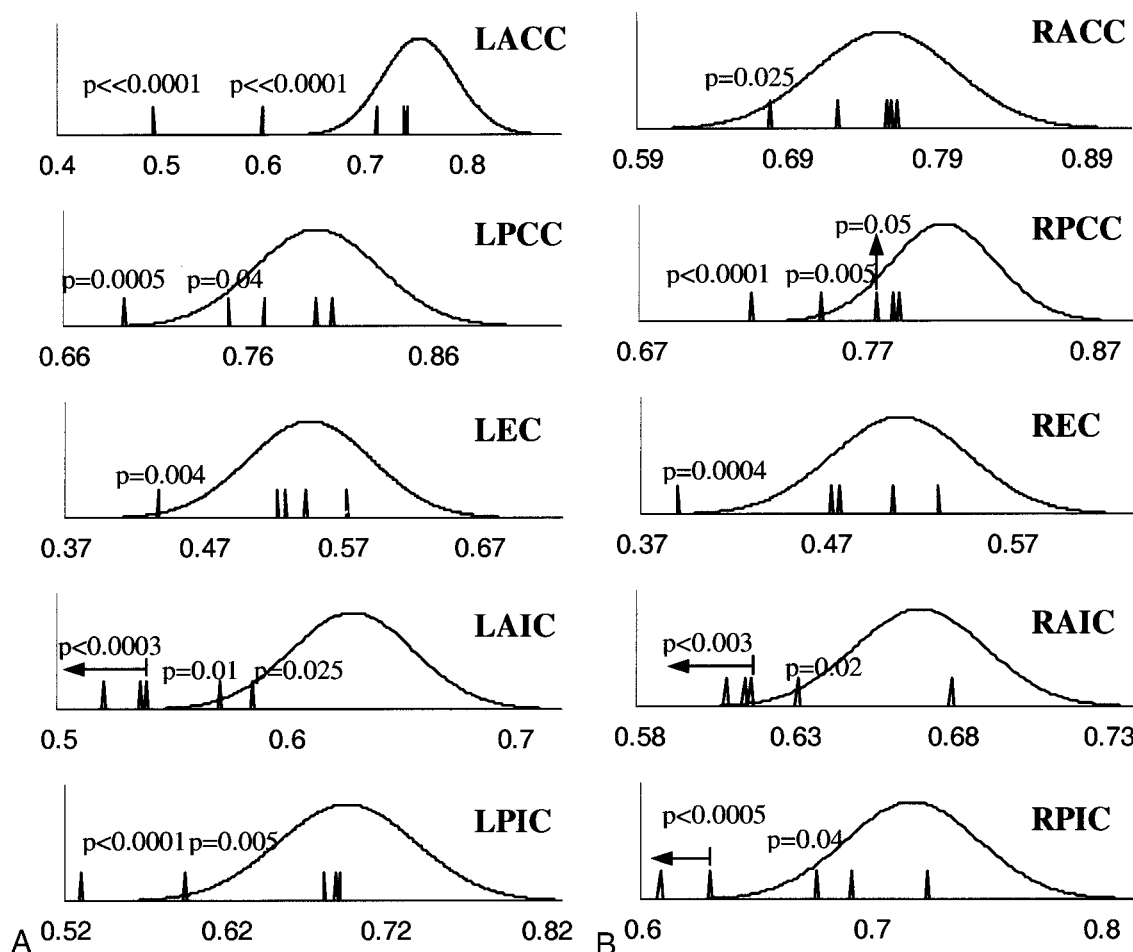 LACC
p<<0.0001 p<<0.0001
0.4 0.5 0.6 0.7 0.8
LPCC
p=0.0005 p=0.04
0.66 0.76 0.86
LEC
p=0.004
0.37 0.47 0.57 0.67
LAIC
p<0.0003
p=0.01 p=0.025
0.5 0.6 0.7
LPIC
p<0.0001 p=0.005
0.52 0.62 0.72 0.82
A
RACC
p=0.025
0.59 0.69 0.79 0.89
RPCC
p=0.05
p<0.0001 p=0.005
0.67 0.77 0.87
REC
p=0.0004
0.37 0.47 0.57
RAIC
p<0.003
p=0.02
0.58 0.63 0.68 0.73
RPIC
p<0.0005
p=0.04
0.6 0.7 0.8
B